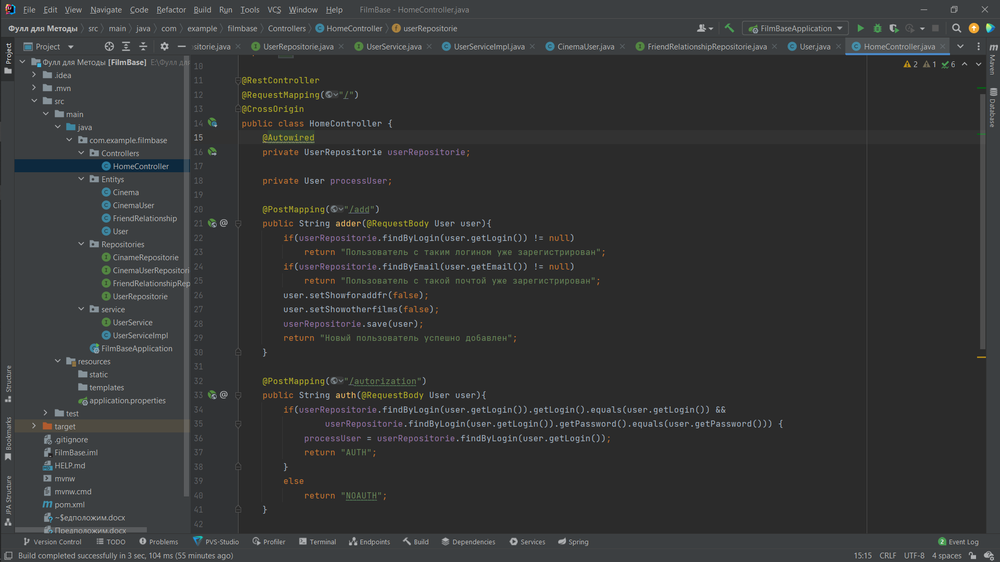 File Edit View Navigate Code Refactor Build Run Tools VCS Window Help FilmBase - HomeController.java
Фулл для Методы src main java com example filmbase Controllers HomeController userRepositorie FilmBaseApplication
Project ositorie.java UserRepositorie.java UserService.java UserServiceImpl.java CinemaUser.java FriendRelationshipRepositorie.java User.java HomeController.java
Фулл для Методы [FilmBase] E:\Фулл для
.idea
.mvn
src
main
java
com.example.filmbase
Controllers
HomeController
Entitys
Cinema
CinemaUser
FriendRelationship
User
Repositories
CinameRepositorie
CinemaUserRepositori
FriendRelationshipRep
UserRepositorie
service
UserService
UserServiceImpl
FilmBaseApplication
resources
static
templates
application.properties
test
target
.gitignore
FilmBase.iml
HELP.md
mvnw
mvnw.cmd
pom.xml
~$едположим.docx
Предположим.docx
2 1 6
10
11 @RestController
12 @RequestMapping("/")
13 @CrossOrigin
14 public class HomeController {
15 @Autowired
16 private UserRepositorie userRepositorie;
17
18 private User processUser;
19
20 @PostMapping("/add")
21 @ public String adder(@RequestBody User user){
22 if(userRepositorie.findByLogin(user.getLogin()) != null)
23 return "Пользователь с таким логином уже зарегистрирован";
24 if(userRepositorie.findByEmail(user.getEmail()) != null)
25 return "Пользователь с такой почтой уже зарегистрирован";
26 user.setShowforaddfr(false);
27 user.setShowotherfilms(false);
28 userRepositorie.save(user);
29 return "Новый пользователь успешно добавлен";
30 }
31
32 @PostMapping("/autorization")
33 @ public String auth(@RequestBody User user){
34 if(userRepositorie.findByLogin(user.getLogin()).getLogin().equals(user.getLogin()) &&
35 userRepositorie.findByLogin(user.getLogin()).getPassword().equals(user.getPassword())) {
36 processUser = userRepositorie.findByLogin(user.getLogin());
37 return "AUTH";
38 }
39 else
40 return "NOAUTH";
41 }
42
Project
Structure
Bookmarks
JPA Structure
Maven
Database
Version Control TODO Problems PVS-Studio Profiler Terminal Endpoints Build Dependencies Services Spring 2 Event Log
Build completed successfully in 3 sec, 104 ms (55 minutes ago) 15:15 CRLF UTF-8 4 spaces